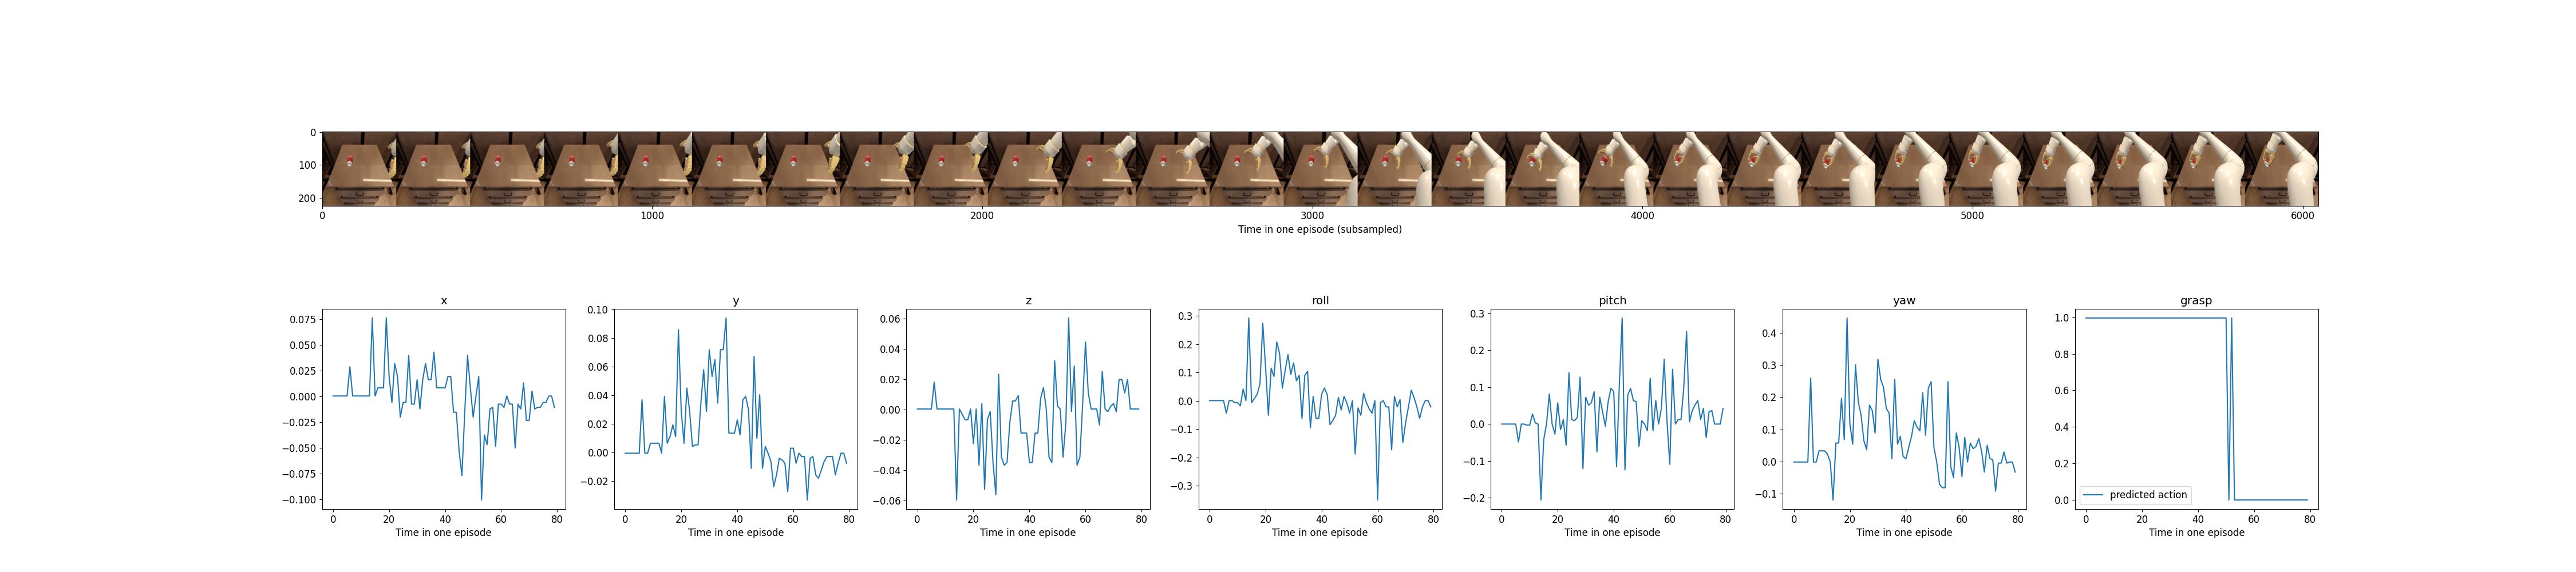 0
100
200
0 1000 2000 3000 4000 5000 6000
Time in one episode (subsampled)
x
0.075
0.050
0.025
0.000
−0.025
−0.050
−0.075
−0.100
0 20 40 60 80
Time in one episode
y
0.10
0.08
0.06
0.04
0.02
0.00
−0.02
0 20 40 60 80
Time in one episode
z
0.06
0.04
0.02
0.00
−0.02
−0.04
−0.06
0 20 40 60 80
Time in one episode
roll
0.3
0.2
0.1
0.0
−0.1
−0.2
−0.3
0 20 40 60 80
Time in one episode
pitch
0.3
0.2
0.1
0.0
−0.1
−0.2
0 20 40 60 80
Time in one episode
yaw
0.4
0.3
0.2
0.1
0.0
−0.1
0 20 40 60 80
Time in one episode
grasp
1.0
0.8
0.6
0.4
0.2
0.0
predicted action
0 20 40 60 80
Time in one episode